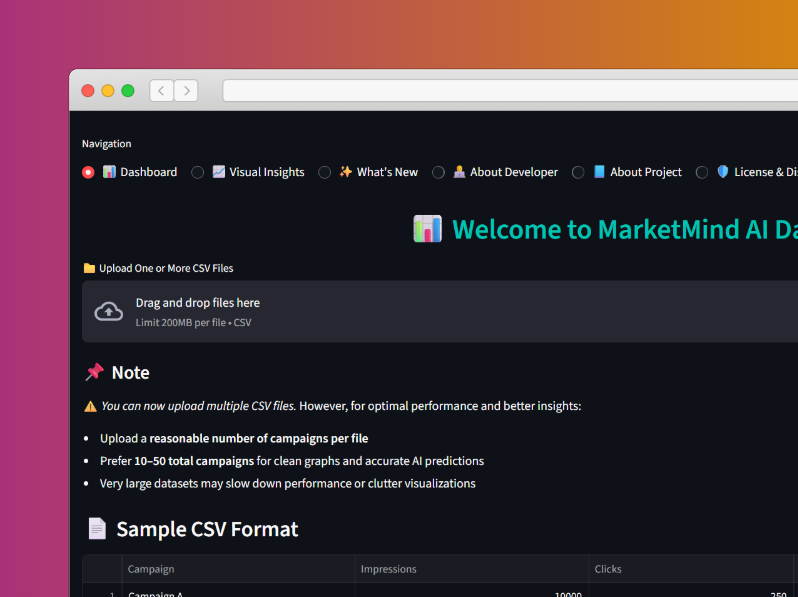 Navigation
Dashboard Visual Insights What's New About Developer About Project License &
Welcome to MarketMind AI
Upload One or More CSV Files
Drag and drop files here
Limit 200MB per file • CSV
Note
You can now upload multiple CSV files. However, for optimal performance and better insights:
• Upload a reasonable number of campaigns per file
• Prefer 10–50 total campaigns for clean graphs and accurate AI predictions
• Very large datasets may slow down performance or clutter visualizations
Sample CSV Format
Campaign Impressions Clicks
1 Campaign A 10000 250